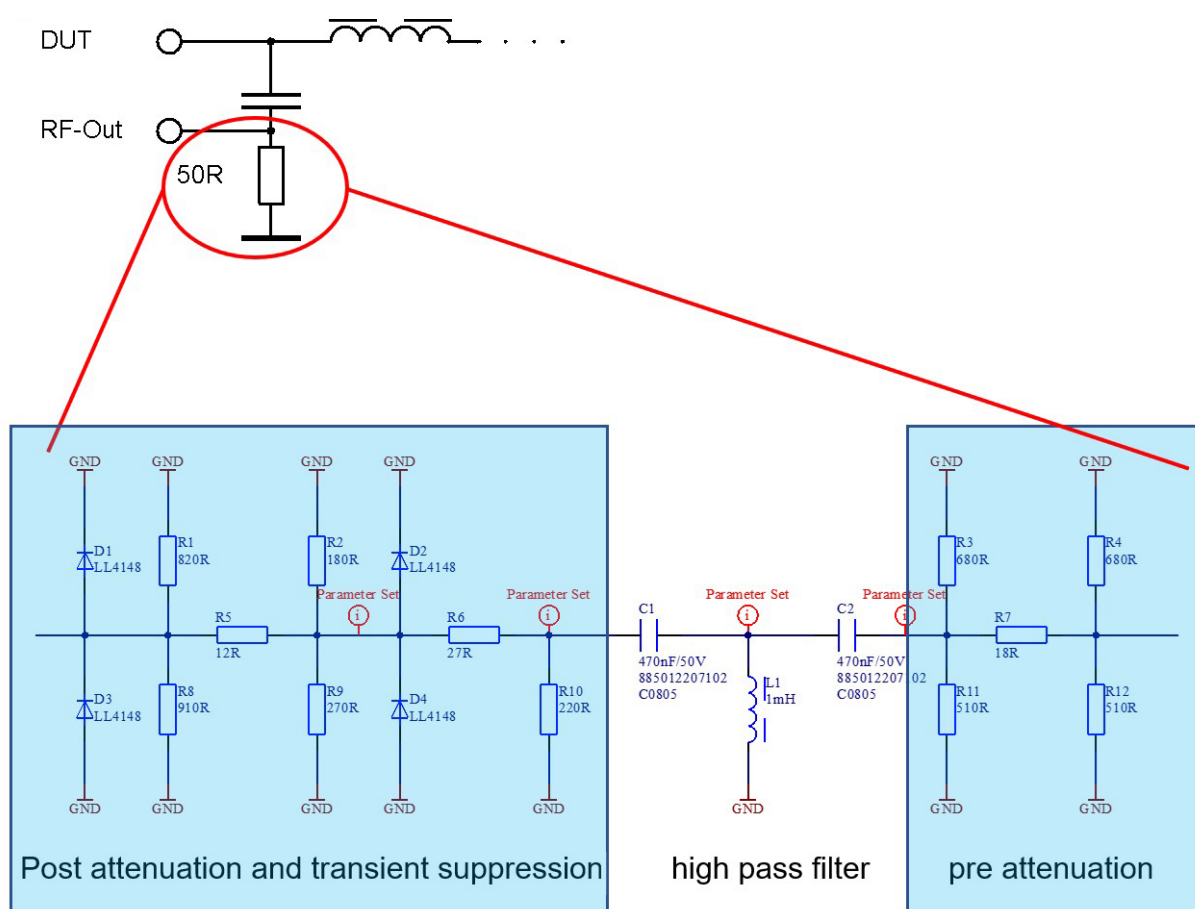 DUT
RF-Out
50R
GND
GND
GND
GND
GND
GND
D1
LL4148
R1
820R
R2
180R
D2
LL4148
R3
680R
R4
680R
Parameter Set
i
Parameter Set
i
Parameter Set
i
Parameter Set
i
R5
12R
R6
27R
C1
470nF/50V
885012207102
C0805
C2
470nF/50V
885012207102
C0805
R7
18R
D3
LL4148
R8
910R
R9
270R
D4
LL4148
R10
220R
L1
1mH
R11
510R
R12
510R
GND
GND
GND
GND
GND
GND
GND
GND
Post attenuation and transient suppression
high pass filter
pre attenuation